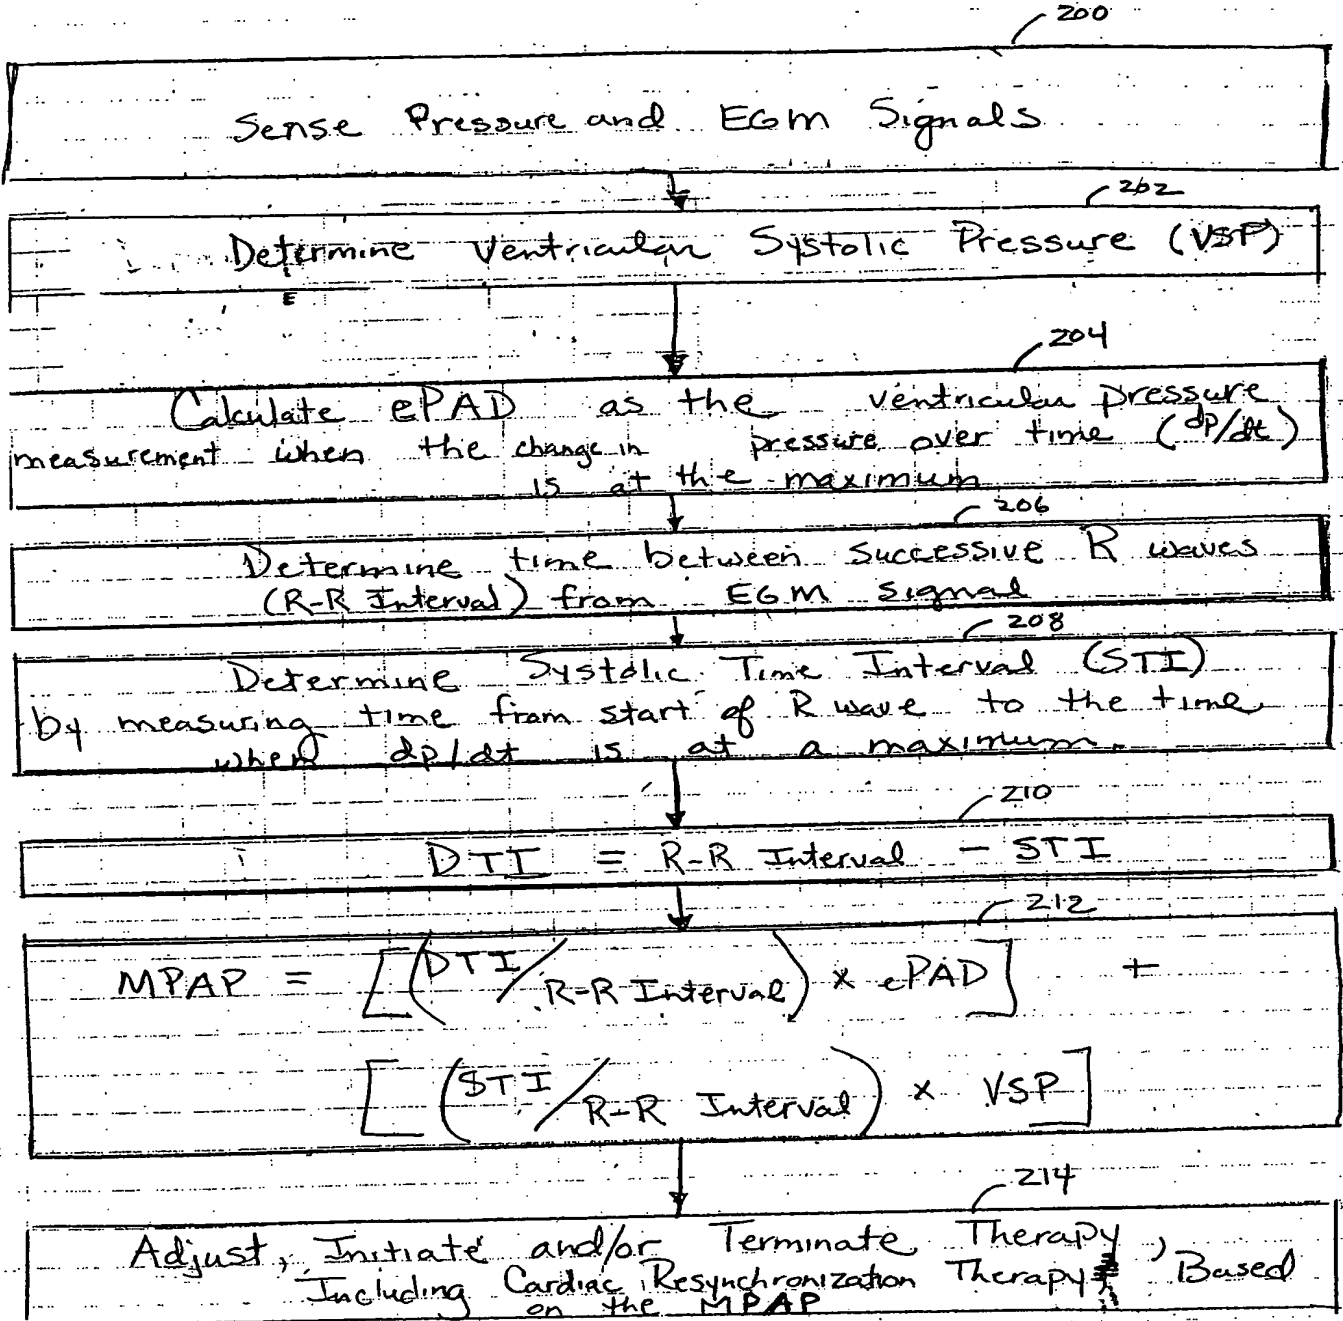 200
Sense Pressure and EGM Signals
202
Determine Ventricular Systolic Pressure (VSP)
204
Calculate ePAD as the ventricular pressure
measurement when the change in pressure over time (dp/dt)
is at the maximum
206
Determine time between successive R waves
(R-R Interval) from EGM signal
208
Determine Systolic Time Interval (STI)
by measuring time from start of R wave to the time
when dp/dt is at a maximum.
210
DTI = R-R Interval - STI
212
MPAP = [(DTI/R-R Interval) x ePAD] +
[(STI/R-R Interval) x VSP]
214
Adjust, Initiate and/or Terminate Therapy,
Including Cardiac Resynchronization Therapy, Based
on the MPAP